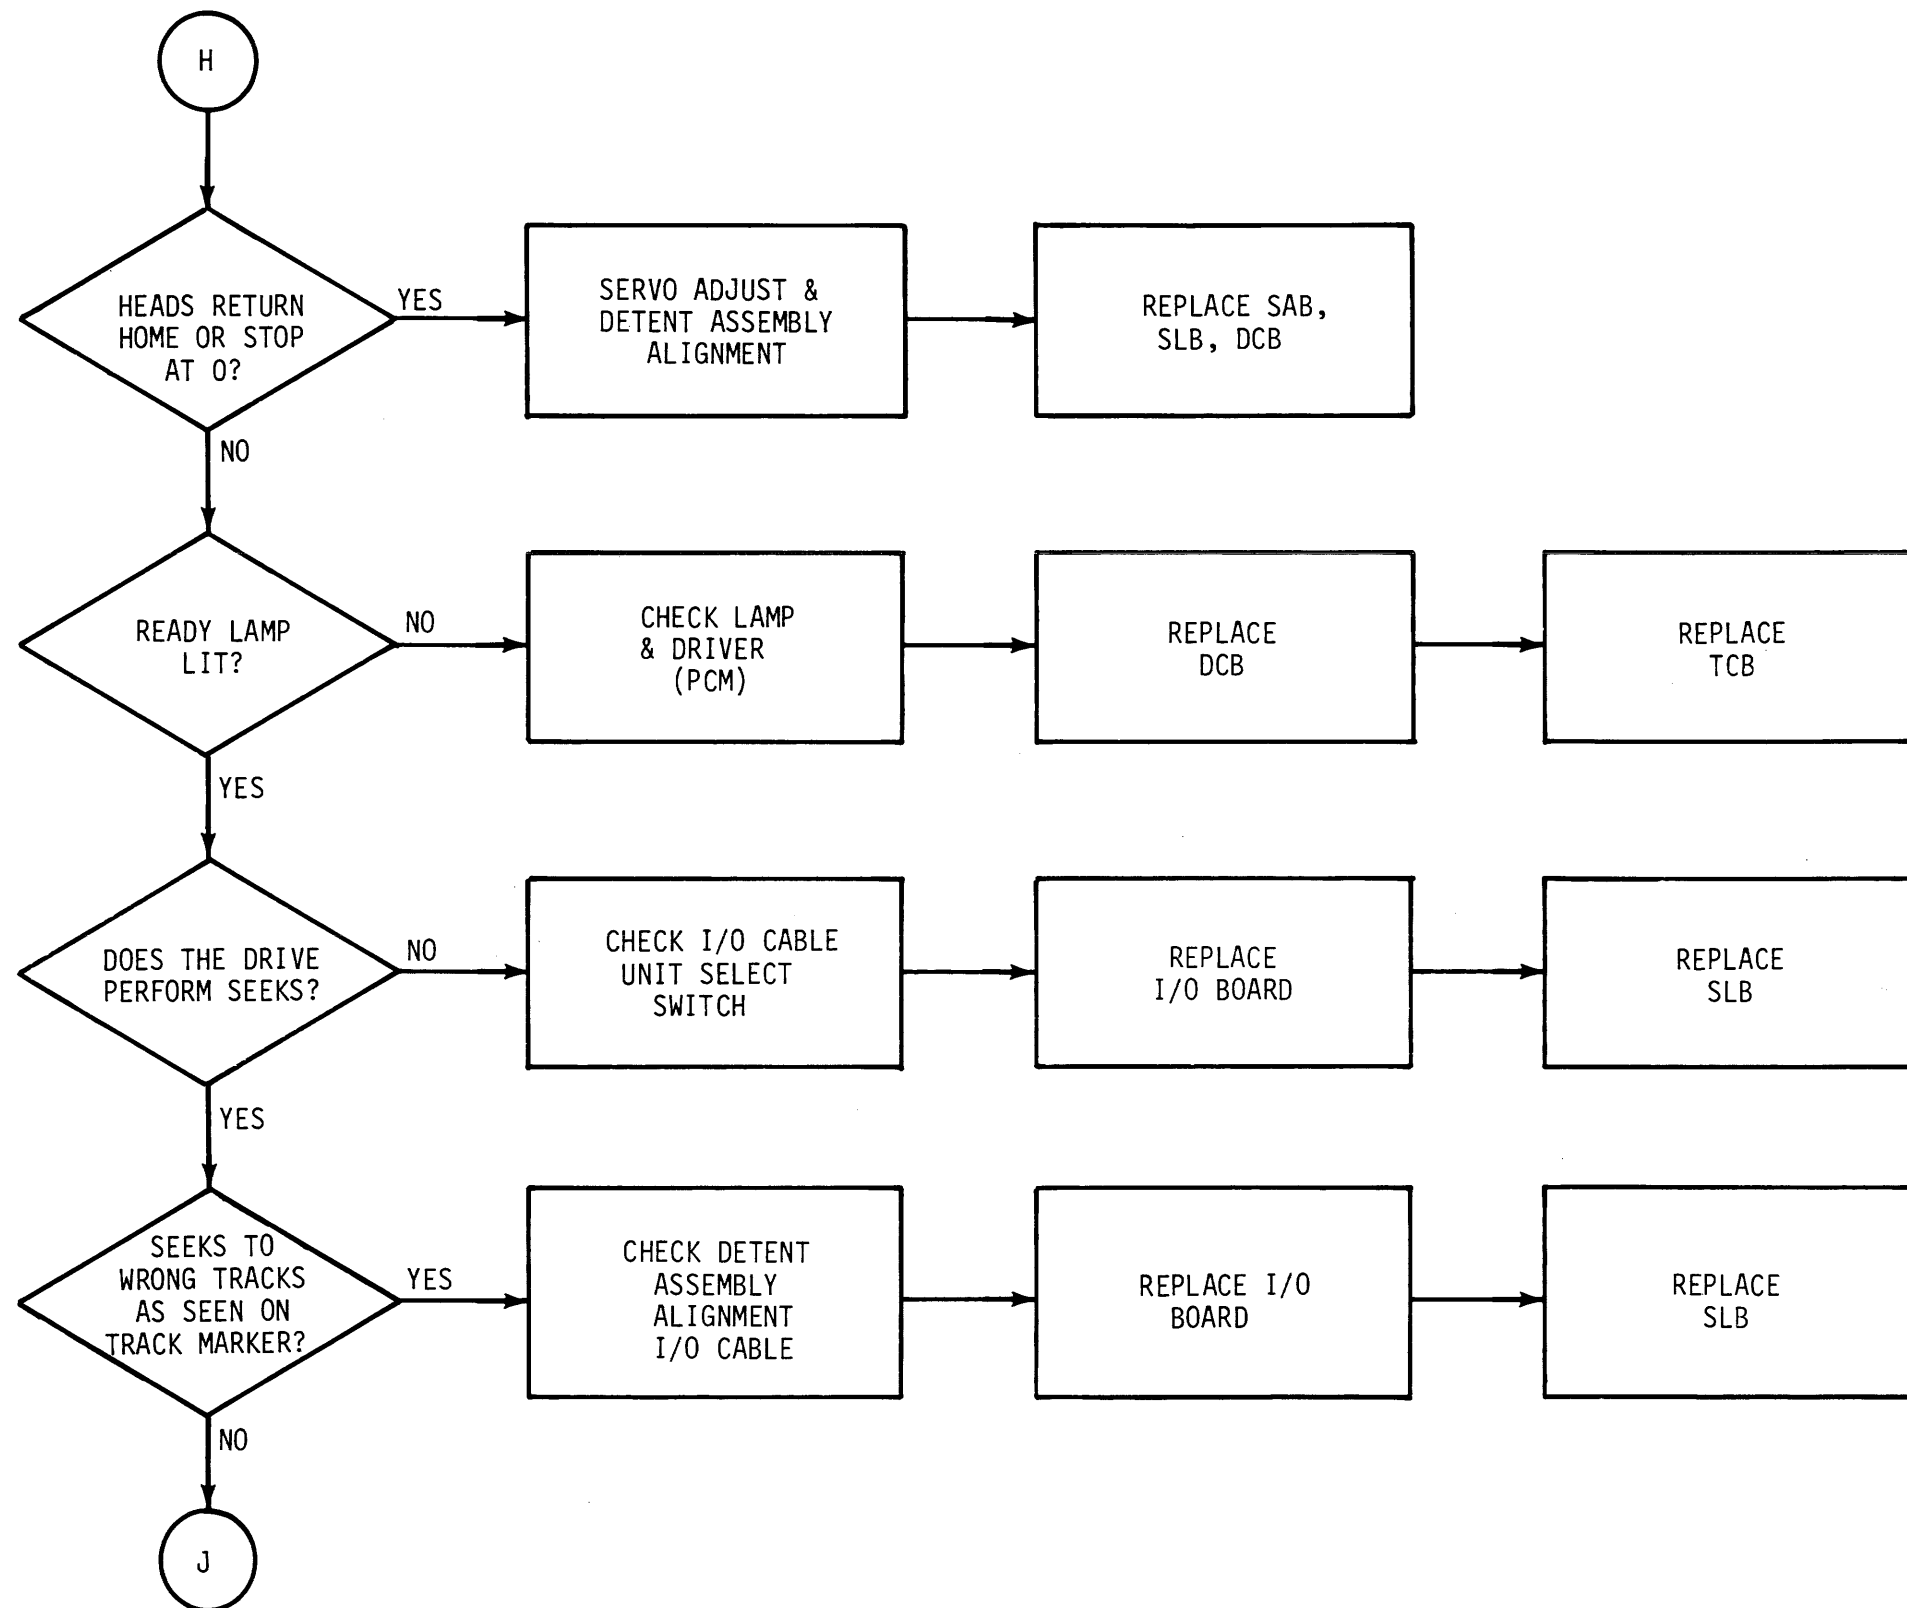 H
HEADS RETURN
HOME OR STOP
AT 0?
YES
SERVO ADJUST &
DETENT ASSEMBLY
ALIGNMENT
REPLACE SAB,
SLB, DCB
NO
READY LAMP
LIT?
NO
CHECK LAMP
& DRIVER
(PCM)
REPLACE
DCB
REPLACE
TCB
YES
DOES THE DRIVE
PERFORM SEEKS?
NO
CHECK I/O CABLE
UNIT SELECT
SWITCH
REPLACE
I/O BOARD
REPLACE
SLB
YES
SEEKS TO
WRONG TRACKS
AS SEEN ON
TRACK MARKER?
YES
CHECK DETENT
ASSEMBLY
ALIGNMENT
I/O CABLE
REPLACE I/O
BOARD
REPLACE
SLB
NO
J